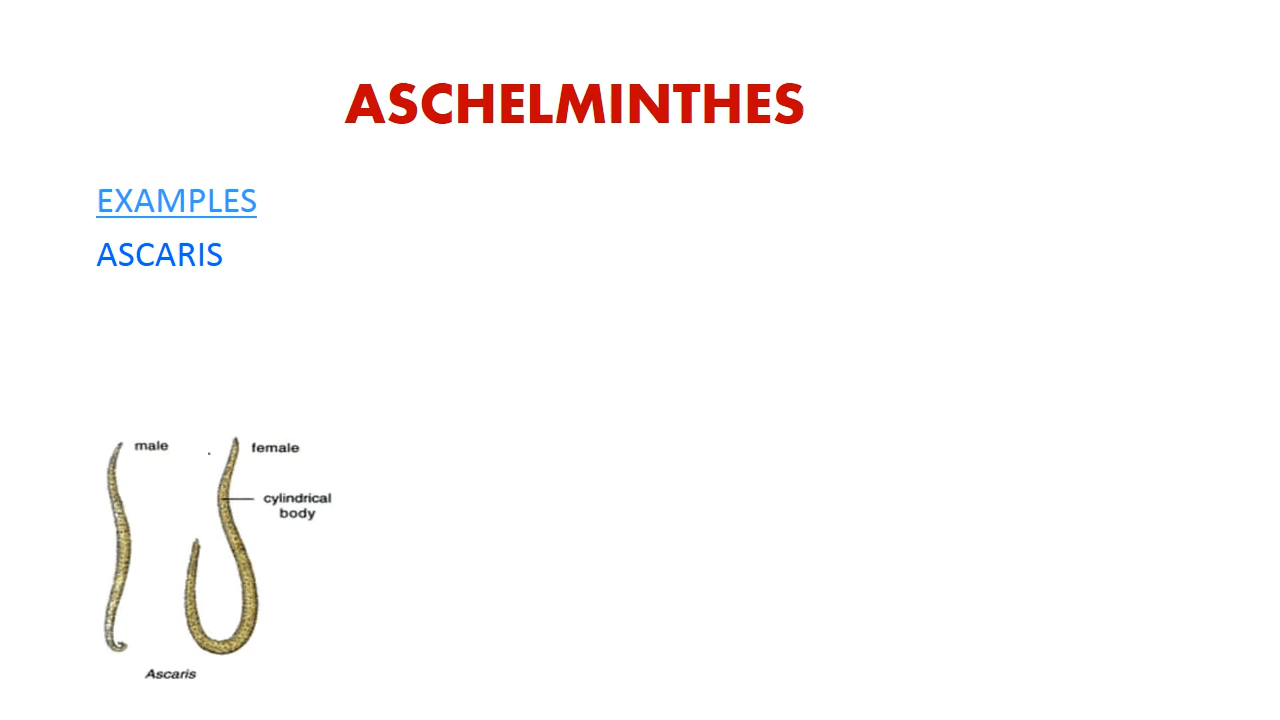 ASCHELMINTHES
EXAMPLES
ASCARIS
male
female
cylindrical
body
Ascaris